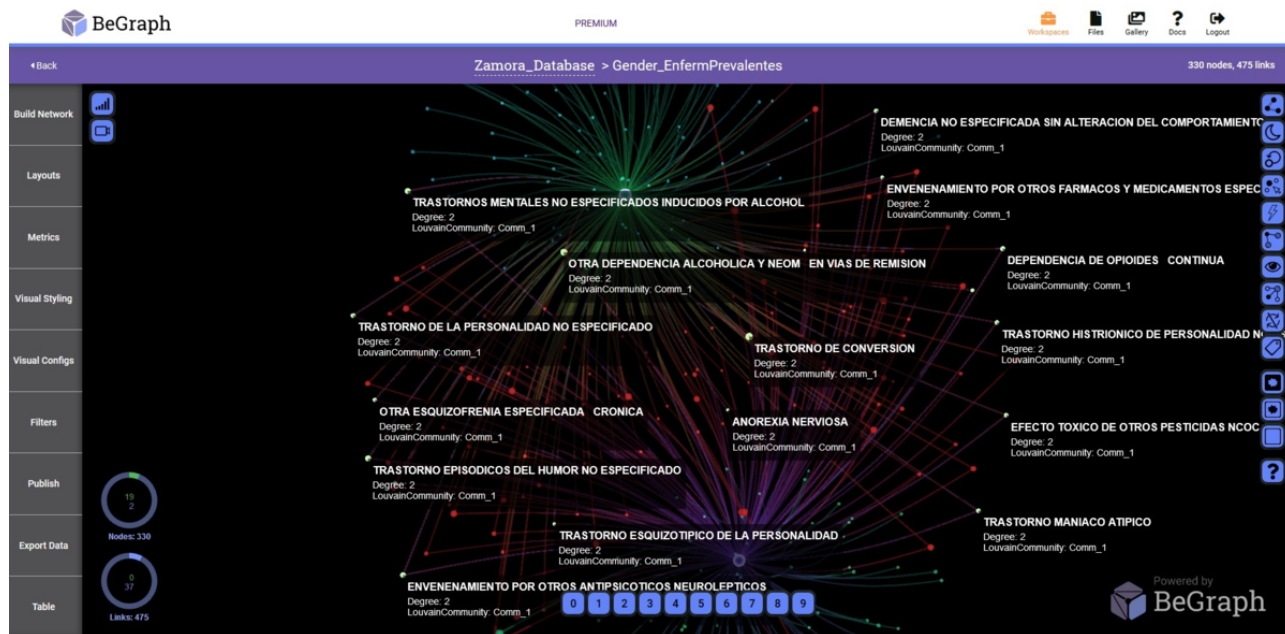 BeGraph
PREMIUM
Workspaces
Files
Gallery
Docs
Logout
Back
Zamora_Database > Gender_EnfermPrevalentes
330 nodes, 475 links
Build Network
Layouts
Metrics
Visual Styling
Visual Configs
Filters
Publish
Export Data
Table
DEMENCIA NO ESPECIFICADA SIN ALTERACION DEL COMPORTAMIENTO
Degree: 2
LouvainCommunity: Comm_1
ENVENENAMIENTO POR OTROS FARMACOS Y MEDICAMENTOS ESPEC
Degree: 2
LouvainCommunity: Comm_1
TRASTORNOS MENTALES NO ESPECIFICADOS INDUCIDOS POR ALCOHOL
Degree: 2
LouvainCommunity: Comm_1
OTRA DEPENDENCIA ALCOHOLICA Y NEOM EN VIAS DE REMISION
Degree: 2
LouvainCommunity: Comm_1
DEPENDENCIA DE OPIOIDES CONTINUA
Degree: 2
LouvainCommunity: Comm_1
TRASTORNO DE LA PERSONALIDAD NO ESPECIFICADO
Degree: 2
LouvainCommunity: Comm_1
TRASTORNO DE CONVERSION
Degree: 2
LouvainCommunity: Comm_1
TRASTORNO HISTRIONICO DE PERSONALIDAD N
Degree: 2
LouvainCommunity: Comm_1
OTRA ESQUIZOFRENIA ESPECIFICADA CRONICA
Degree: 2
LouvainCommunity: Comm_1
ANOREXIA NERVIOSA
Degree: 2
LouvainCommunity: Comm_1
EFECTO TOXICO DE OTROS PESTICIDAS NCOC
Degree: 2
LouvainCommunity: Comm_1
TRASTORNO EPISODICOS DEL HUMOR NO ESPECIFICADO
Degree: 2
LouvainCommunity: Comm_1
TRASTORNO ESQUIZOTIPICO DE LA PERSONALIDAD
Degree: 2
LouvainCommunity: Comm_1
TRASTORNO MANIACO ATIPICO
Degree: 2
LouvainCommunity: Comm_1
ENVENENAMIENTO POR OTROS ANTIPSICOTICOS NEUROLEPTICOS
Degree: 2
LouvainCommunity: Comm_1
19
2
Nodes: 330
0
37
Links: 475
0 1 2 3 4 5 6 7 8 9
?
Powered by
BeGraph